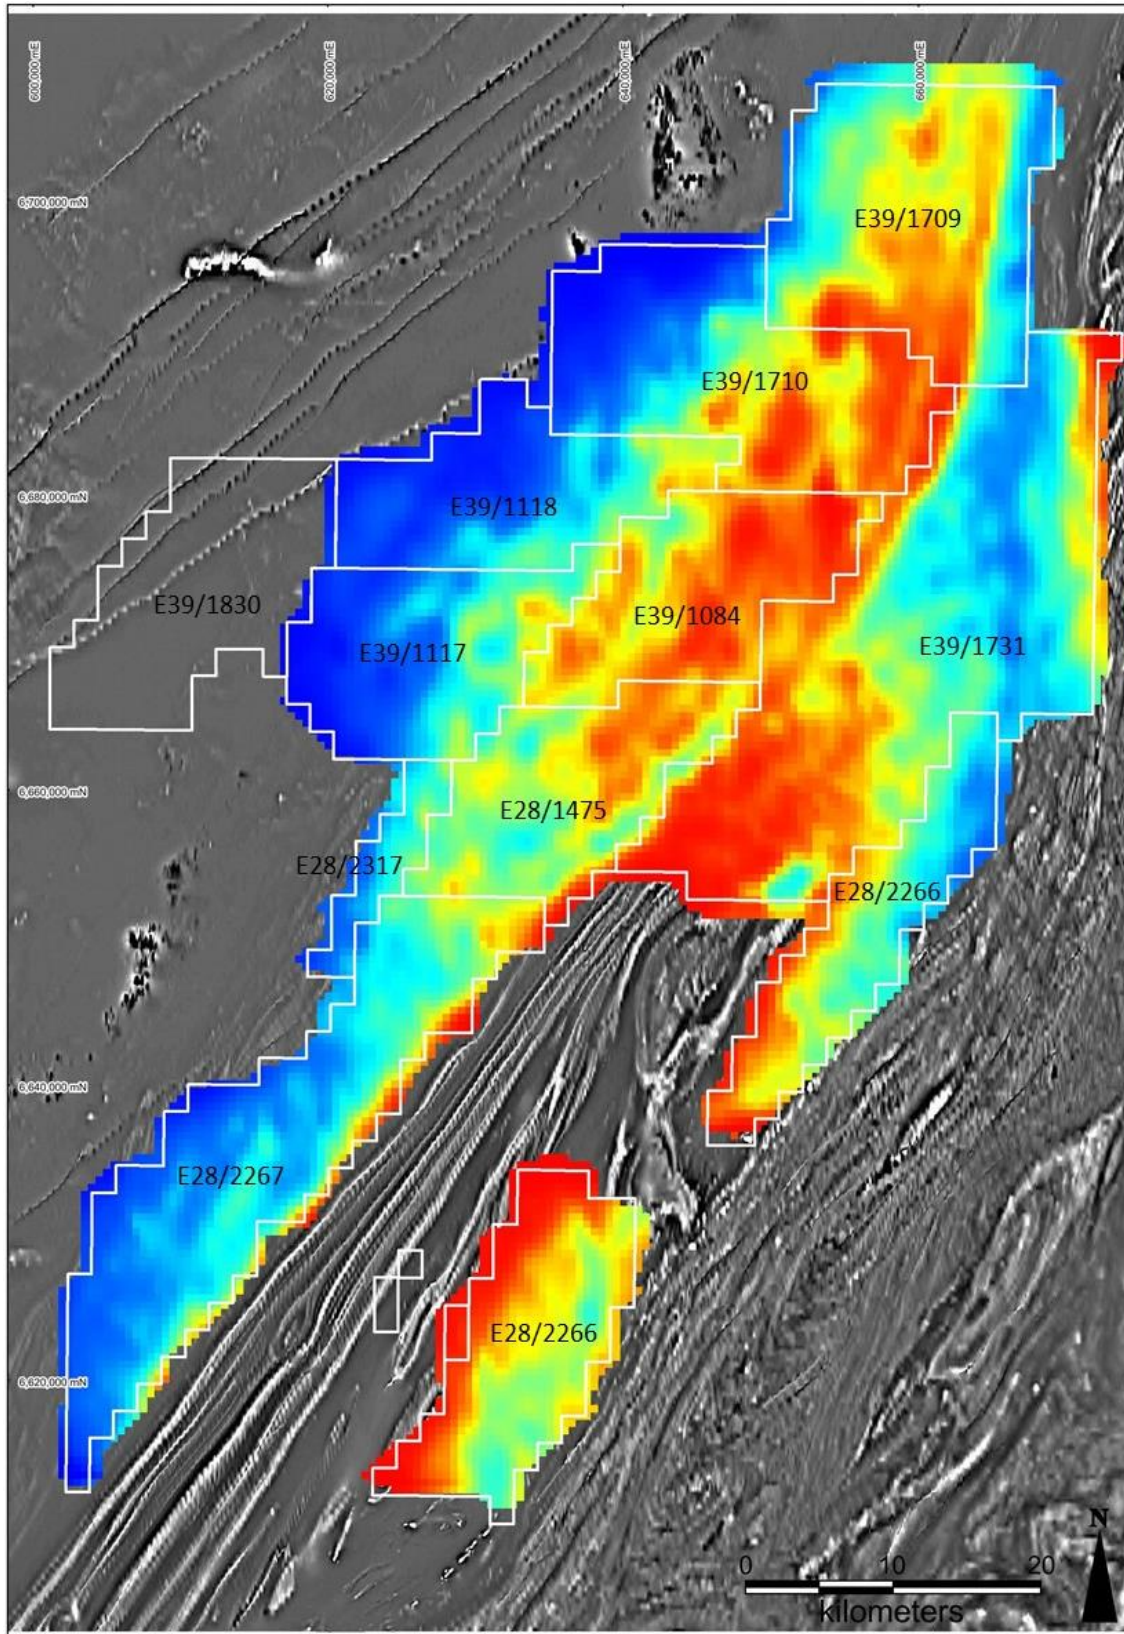 600,000 mE
620,000 mE
640,000 mE
660,000 mE
6,700,000 mN
E39/1709
E39/1710
6,680,000 mN
E39/1118
E39/1830
E39/1084
E39/1117
E39/1731
6,660,000 mN
E28/1475
E28/2317
E28/2266
6,640,000 mN
E28/2267
E28/2266
6,620,000 mN
N
0 10 20
kilometers